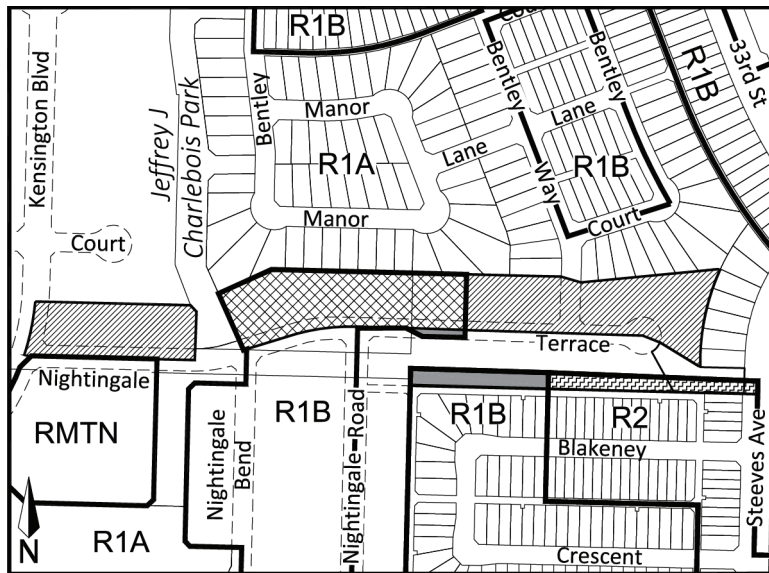 R1B
Kensington Blvd
Jeffrey J
Charlebois Park
Bentley
Manor
R1A
Manor
Lane
Bentley
Way
Bentley
Lane
R1B
Court
R1B
33rd St
Court
Terrace
Nightingale
RMTN
Nightingale
Bend
R1B
Nightingale Road
R1B
R2
Blakeney
Steeves Ave
N
R1A
Crescent